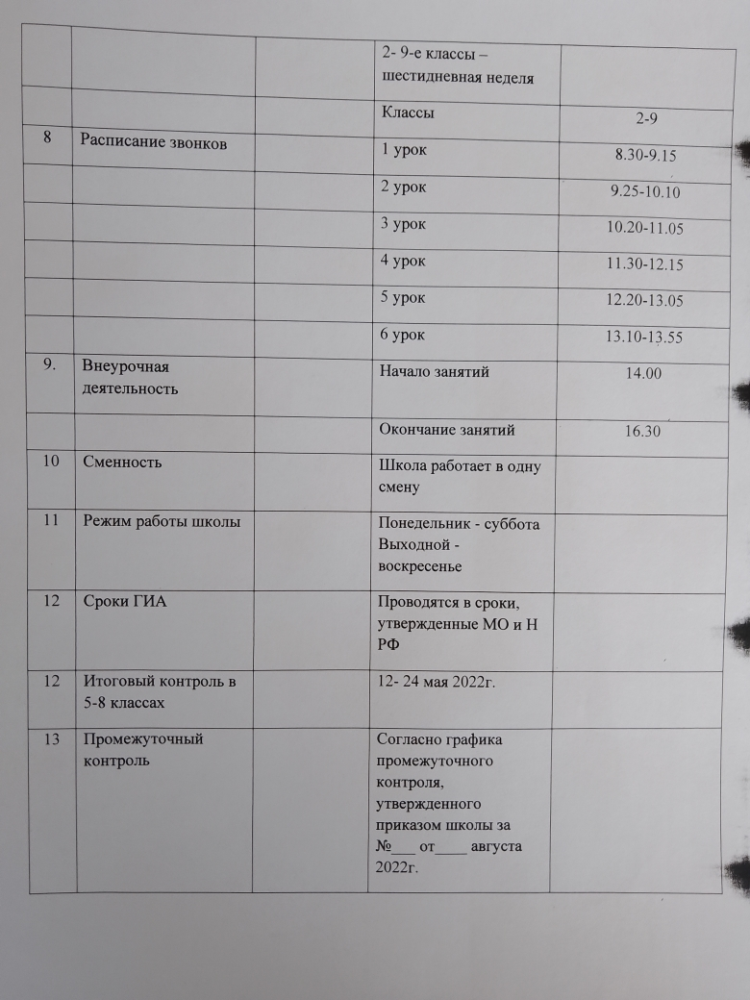 2- 9-е классы –
шестидневная неделя
Классы
2-9
8
Расписание звонков
1 урок
8.30-9.15
2 урок
9.25-10.10
3 урок
10.20-11.05
4 урок
11.30-12.15
5 урок
12.20-13.05
6 урок
13.10-13.55
9.
Внеурочная
деятельность
Начало занятий
14.00
Окончание занятий
16.30
10
Сменность
Школа работает в одну
смену
11
Режим работы школы
Понедельник - суббота
Выходной -
воскресенье
12
Сроки ГИА
Проводятся в сроки,
утвержденные МО и Н
РФ
12
Итоговый контроль в
5-8 классах
12- 24 мая 2022г.
13
Промежуточный
контроль
Согласно графика
промежуточного
контроля,
утвержденного
приказом школы за
№___ от____ августа
2022г.